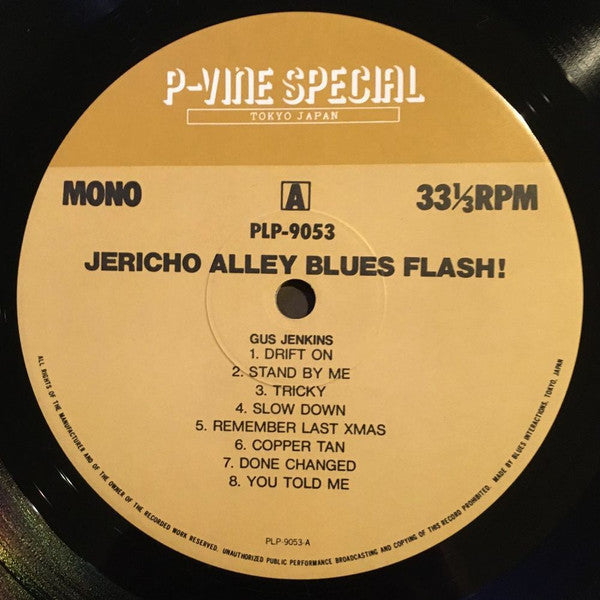 P-VINE SPECIAL
TOKYO JAPAN
MONO
A
33⅓RPM
PLP-9053
JERICHO ALLEY BLUES FLASH!
GUS JENKINS
1. DRIFT ON
2. STAND BY ME
3. TRICKY
4. SLOW DOWN
5. REMEMBER LAST XMAS
6. COPPER TAN
7. DONE CHANGED
8. YOU TOLD ME
PLP-9053-A
ALL RIGHTS OF THE MANUFACTURER AND OF THE OWNER OF THE RECORDED WORK RESERVED. UNAUTHORIZED PUBLIC PERFORMANCE BROADCASTING AND COPYING OF THIS RECORD PROHIBITED. MADE BY BLUES INTERACTIONS, TOKYO, JAPAN